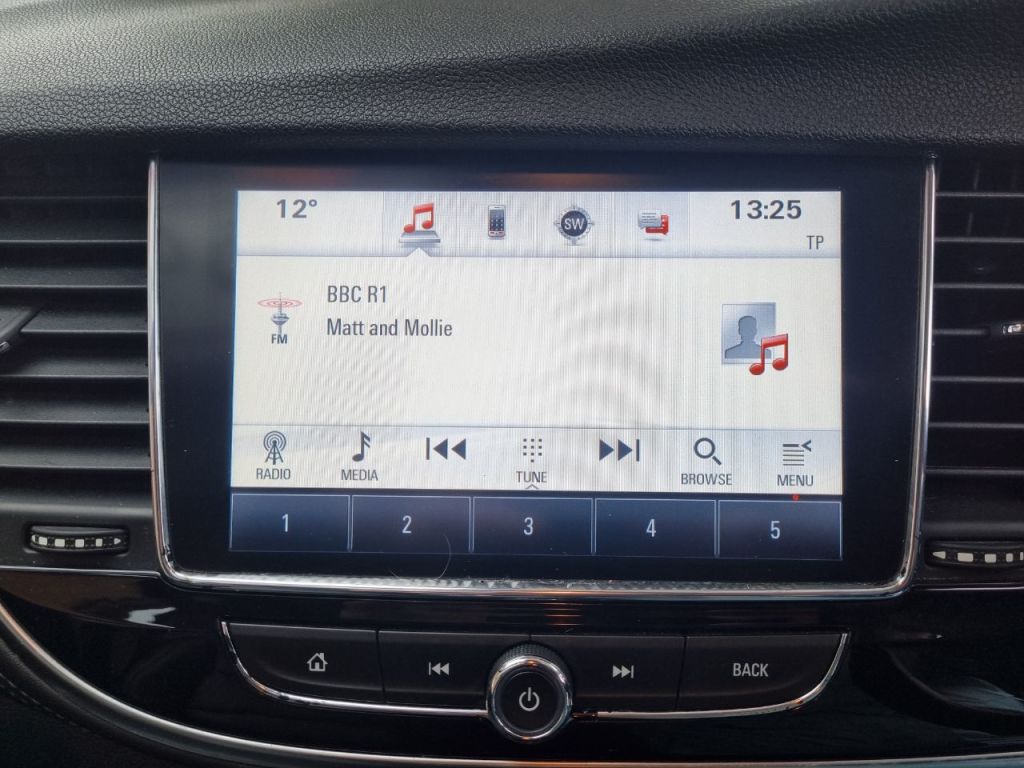 12° SW 13:25
TP
BBC R1
Matt and Mollie
FM
RADIO MEDIA TUNE BROWSE MENU
1 2 3 4 5
BACK